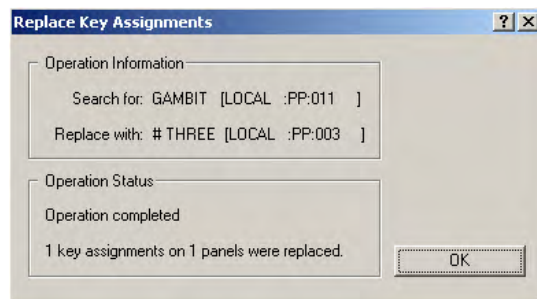 Replace Key Assignments
Operation Information
Search for: GAMBIT [LOCAL :PP:011 ]
Replace with: # THREE [LOCAL :PP:003 ]
Operation Status
Operation completed
1 key assignments on 1 panels were replaced.
OK